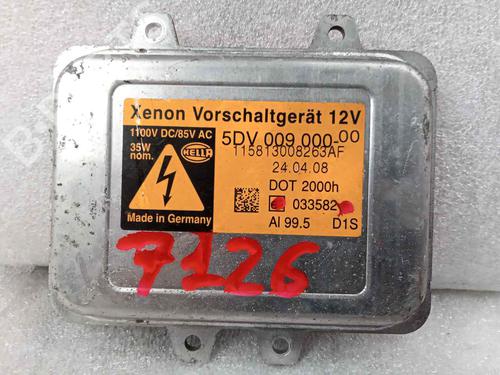 Xenon Vorschaltgerät 12V
1100V DC/85V AC
5DV 009 000-00
35W
nom.
HELLA
115813008263AF
24.04.08
DOT 2000h
033582
Made in Germany
Al 99.5 D1S
7126